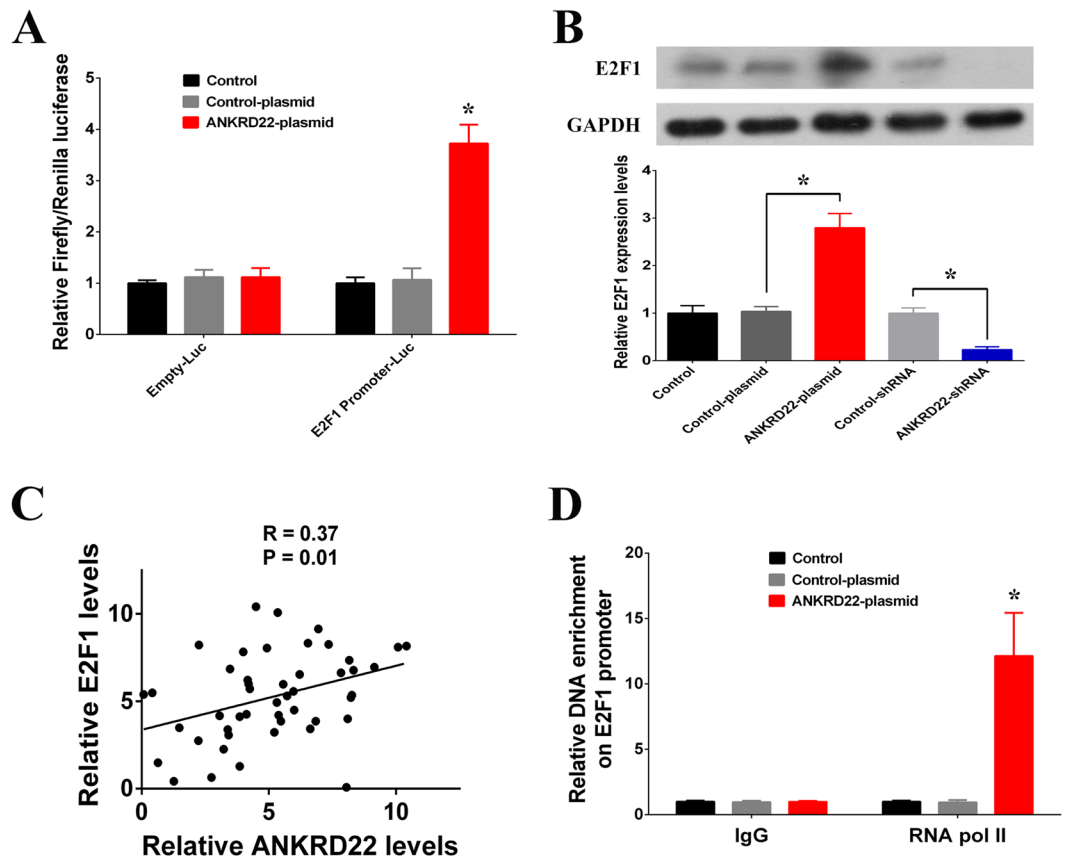 A
Relative Firefly/Renilla luciferase
5
4
3
2
1
0
Control
Control-plasmid
ANKRD22-plasmid
*
Empty-Luc
E2F1 Promoter-Luc
B
E2F1
GAPDH
Relative E2F1 expression levels
4
3
2
1
0
*
*
Control
Control-plasmid
ANKRD22-plasmid
Control-shRNA
ANKRD22-shRNA
C
R = 0.37
P = 0.01
Relative E2F1 levels
10
5
0
0
5
10
Relative ANKRD22 levels
D
Relative DNA enrichment
on E2F1 promoter
20
15
10
5
0
Control
Control-plasmid
ANKRD22-plasmid
*
IgG
RNA pol II